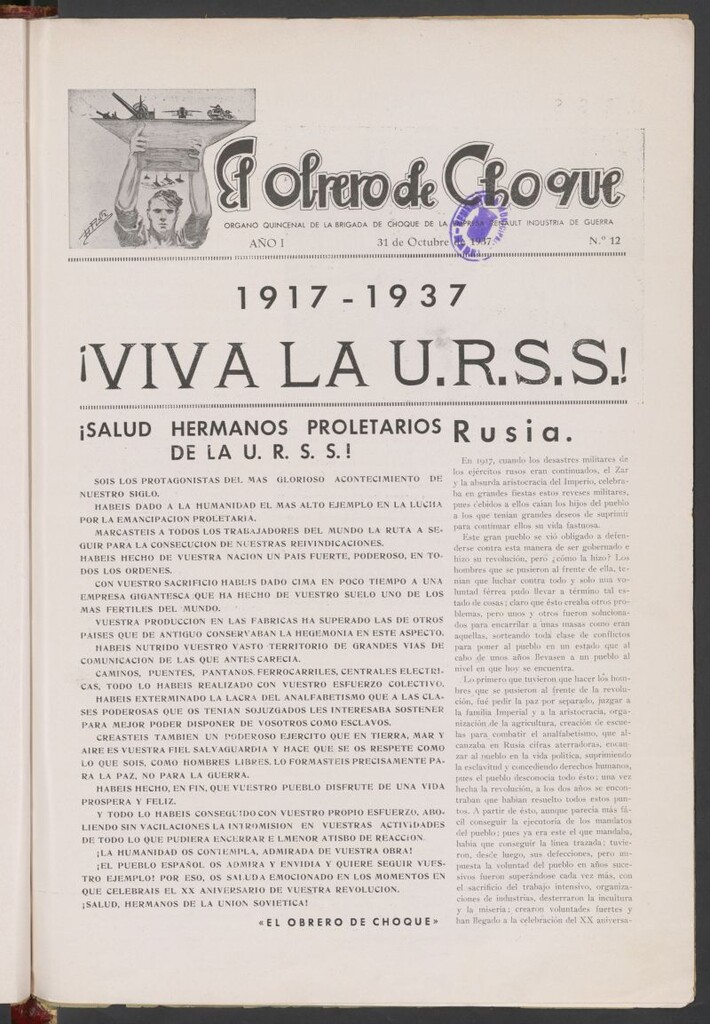 El obrero de Choque
ORGANO QUINCENAL DE LA BRIGADA DE CHOQUE DE LA EMPRESA RENAULT INDUSTRIA DE GUERRA
AÑO I 31 de Octubre de 1937 N.º 12
1917 - 1937
¡VIVA LA U.R.S.S.!
¡SALUD HERMANOS PROLETARIOS
DE LA U. R. S. S.!
SOIS LOS PROTAGONISTAS DEL MAS GLORIOSO ACONTECIMIENTO DE
NUESTRO SIGLO.
HABEIS DADO A LA HUMANIDAD EL MAS ALTO EJEMPLO EN LA LUCHA
POR LA EMANCIPACION PROLETARIA.
MARCASTEIS A TODOS LOS TRABAJADORES DEL MUNDO LA RUTA A SE-
GUIR PARA LA CONSECUCION DE NUESTRAS REIVINDICACIONES.
HABEIS HECHO DE VUESTRA NACION UN PAIS FUERTE, PODEROSO, EN TO-
DOS LOS ORDENES.
CON VUESTRO SACRIFICIO HABEIS DADO CIMA EN POCO TIEMPO A UNA
EMPRESA GIGANTESCA QUE HA HECHO DE VUESTRO SUELO UNO DE LOS
MAS FERTILES DEL MUNDO.
VUESTRA PRODUCCION EN LAS FABRICAS HA SUPERADO LAS DE OTROS
PAISES QUE DE ANTIGUO CONSERVABAN LA HEGEMONIA EN ESTE ASPECTO.
HABEIS NUTRIDO VUESTRO VASTO TERRITORIO DE GRANDES VIAS DE
COMUNICACION DE LAS QUE ANTES CARECIA.
CAMINOS, PUENTES, PANTANOS, FERROCARRILES, CENTRALES ELECTRI-
CAS, TODO LO HABEIS REALIZADO CON VUESTRO ESFUERZO COLECTIVO.
HABEIS EXTERMINADO LA LACRA DEL ANALFABETISMO QUE A LAS CLA-
SES PODEROSAS QUE OS TENIAN SOJUZGADOS LES INTERESABA SOSTENER
PARA MEJOR PODER DISPONER DE VOSOTROS COMO ESCLAVOS.
CREASTEIS TAMBIEN UN PODEROSO EJERCITO QUE EN TIERRA, MAR Y
AIRE ES VUESTRA FIEL SALVAGUARDIA Y HACE QUE SE OS RESPETE COMO
LO QUE SOIS, COMO HOMBRES LIBRES. LO FORMASTEIS PRECISAMENTE PA-
RA LA PAZ, NO PARA LA GUERRA.
HABEIS HECHO, EN FIN, QUE VUESTRO PUEBLO DISFRUTE DE UNA VIDA
PROSPERA Y FELIZ.
Y TODO LO HABEIS CONSEGUIDO CON VUESTRO PROPIO ESFUERZO, ABO-
LIENDO SIN VACILACIONES LA INTROMISION EN VUESTRAS ACTIVIDADES
DE TODO LO QUE PUDIERA ENCERRAR EL MENOR ATISBO DE REACCION.
¡LA HUMANIDAD OS CONTEMPLA, ADMIRADA DE VUESTRA OBRA!
¡EL PUEBLO ESPAÑOL OS ADMIRA Y ENVIDIA Y QUIERE SEGUIR VUES-
TRO EJEMPLO! POR ESO, OS SALUDA EMOCIONADO EN LOS MOMENTOS EN
QUE CELEBRAIS EL XX ANIVERSARIO DE VUESTRA REVOLUCION.
¡SALUD, HERMANOS DE LA UNION SOVIETICA!
«EL OBRERO DE CHOQUE»
Rusia.
En 1917, cuando los desastres militares de
los ejércitos rusos eran continuados, el Zar
y la absurda aristocracia del Imperio, celebra-
ba en grandes fiestas estos reveses militares,
pues debidos a ellos caían los hijos del pueblo
a los que tenían grandes deseos de suprimir
para continuar ellos su vida fastuosa.
Este gran pueblo se vió obligado a defen-
derse contra esta manera de ser gobernado e
hizo su revolución, pero ¿cómo la hizo? Los
hombres que se pusieron al frente de ella, te-
nían que luchar contra todo y solo una vo-
luntad férrea pudo llevar a término tal es-
tado de cosas; claro que ésto creaba otros pro-
blemas, pero unos y otros fueron soluciona-
dos para encarrilar a unas masas como eran
aquellas, sorteando toda clase de conflictos
para poner al pueblo en un estado que al
cabo de unos años llevasen a un pueblo al
nivel en que hoy se encuentra.
Lo primero que tuvieron que hacer los hom-
bres que se pusieron al frente de la revolu-
ción, fué pedir la paz por separado, juzgar a
la familia Imperial y a la aristocracia, orga-
nización de la agricultura, creación de escue-
las para combatir el analfabetismo, que al-
canzaba en Rusia cifras aterradoras, encau-
zar al pueblo en la vida política, suprimiendo
la esclavitud y concediendo derechos humanos,
pues el pueblo desconocía todo ésto; una vez
hecha la revolución, a los dos años se encon-
traban que habían resuelto todos estos pun-
tos. A partir de ésto, aunque parecía más fá-
cil conseguir la ejecutoria de los mandatos
del pueblo; pues ya era este el que mandaba,
había que conseguir la línea trazada; tuvie-
ron, desde luego, sus defecciones, pero im-
puesta la voluntad del pueblo en años suce-
sivos fueron superándose cada vez más, con
el sacrificio del trabajo intensivo, organiza-
ciones de industrias, desterraron la incultura
y la miseria; crearon voluntades fuertes y
han llegado a la celebración del XX aniversa-